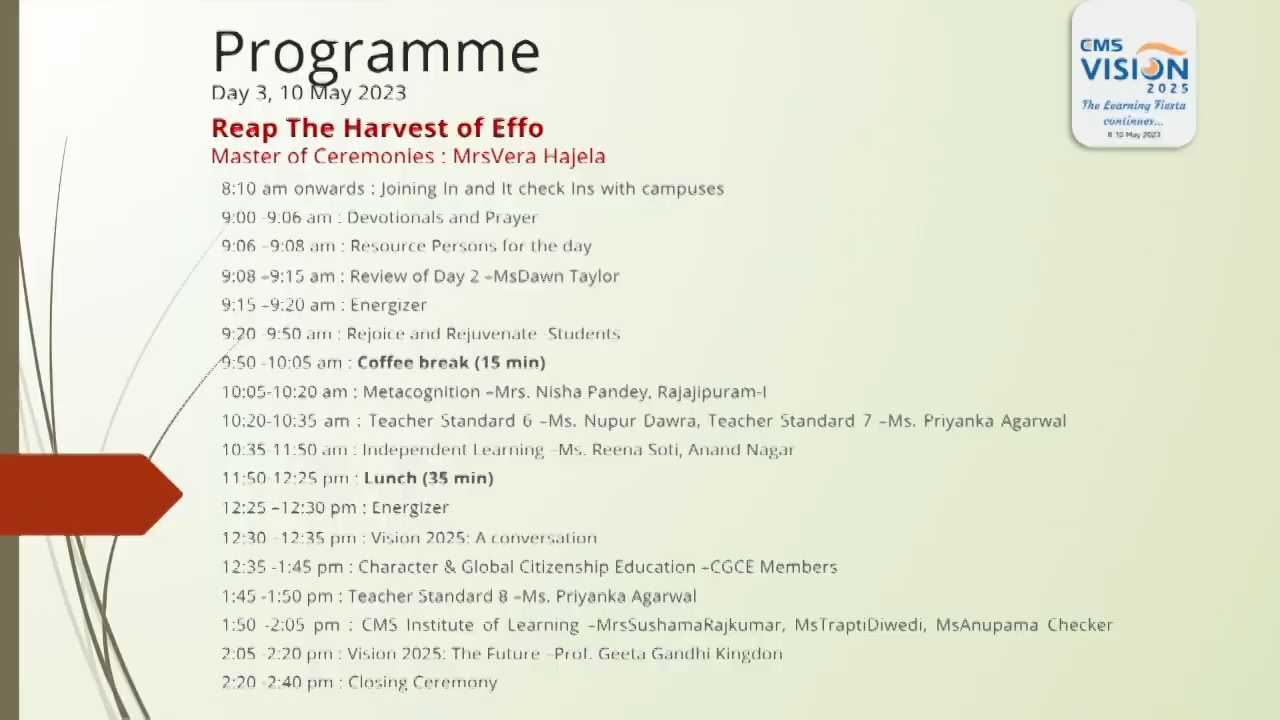 Programme
Day 3, 10 May 2023
Reap The Harvest of Effo
Master of Ceremonies : MrsVera Hajela
8:10 am onwards : Joining In and It check Ins with campuses
9:00 -9:06 am : Devotionals and Prayer
9:06 –9:08 am : Resource Persons for the day
9:08 –9:15 am : Review of Day 2 –MsDawn Taylor
9:15 –9:20 am : Energizer
9:20 -9:50 am : Rejoice and Rejuvenate -Students
9:50 -10:05 am : Coffee break (15 min)
10:05-10:20 am : Metacognition –Mrs. Nisha Pandey, Rajajipuram-I
10:20-10:35 am : Teacher Standard 6 –Ms. Nupur Dawra, Teacher Standard 7 –Ms. Priyanka Agarwal
10:35-11:50 am : Independent Learning –Ms. Reena Soti, Anand Nagar
11:50-12:25 pm : Lunch (35 min)
12:25 –12:30 pm : Energizer
12:30 -12:35 pm : Vision 2025: A conversation
12:35 -1:45 pm : Character & Global Citizenship Education –CGCE Members
1:45 -1:50 pm : Teacher Standard 8 –Ms. Priyanka Agarwal
1:50 -2:05 pm : CMS Institute of Learning –MrsSushamaRajkumar, MsTraptiDiwedi, MsAnupama Checker
2:05 -2:20 pm : Vision 2025: The Future –Prof. Geeta Gandhi Kingdon
2:20 -2:40 pm : Closing Ceremony
CMS
VISION
2025
The Learning Fiesta
continues...
8-10 May 2023